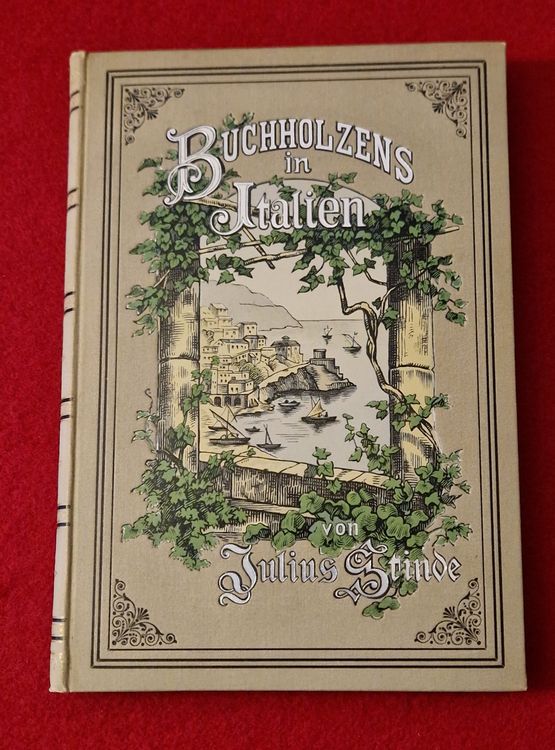 BUCHHOLZENS
in
Italien
von
Julius Stinde